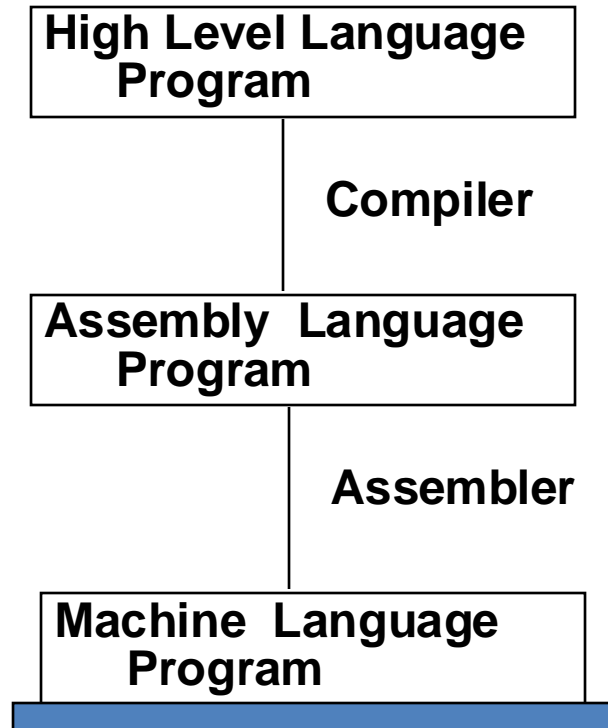 High Level Language
Program
Compiler
Assembly Language
Program
Assembler
Machine Language
Program